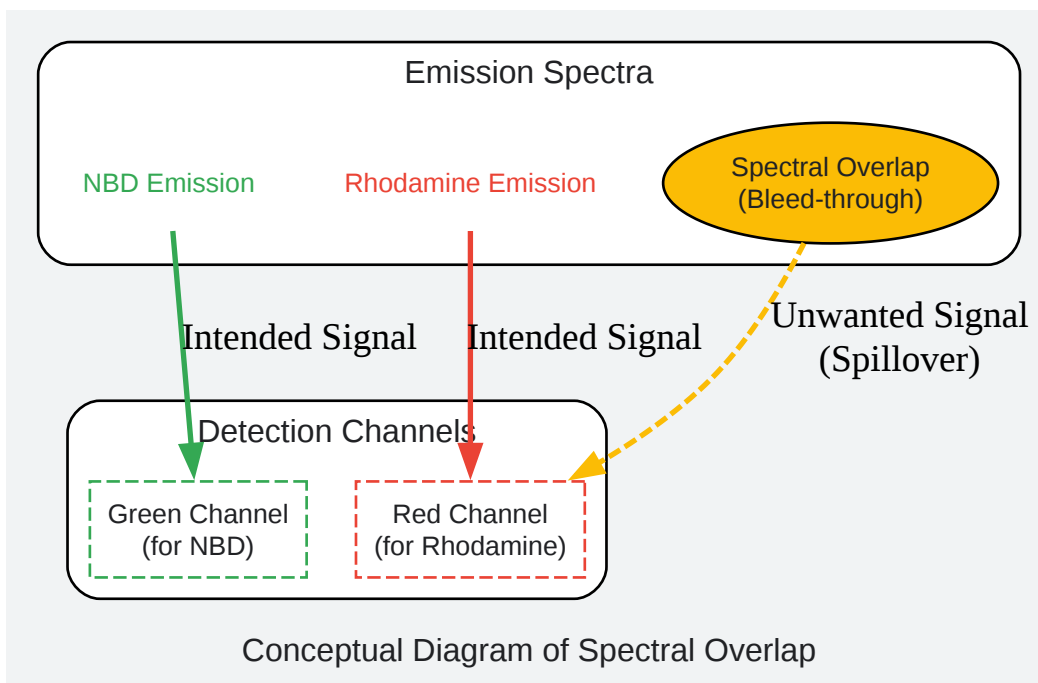 Emission Spectra
NBD Emission
Rhodamine Emission
Spectral Overlap
(Bleed-through)
Intended Signal
Intended Signal
Unwanted Signal
(Spillover)
Detection Channels
Green Channel
(for NBD)
Red Channel
(for Rhodamine)
Conceptual Diagram of Spectral Overlap